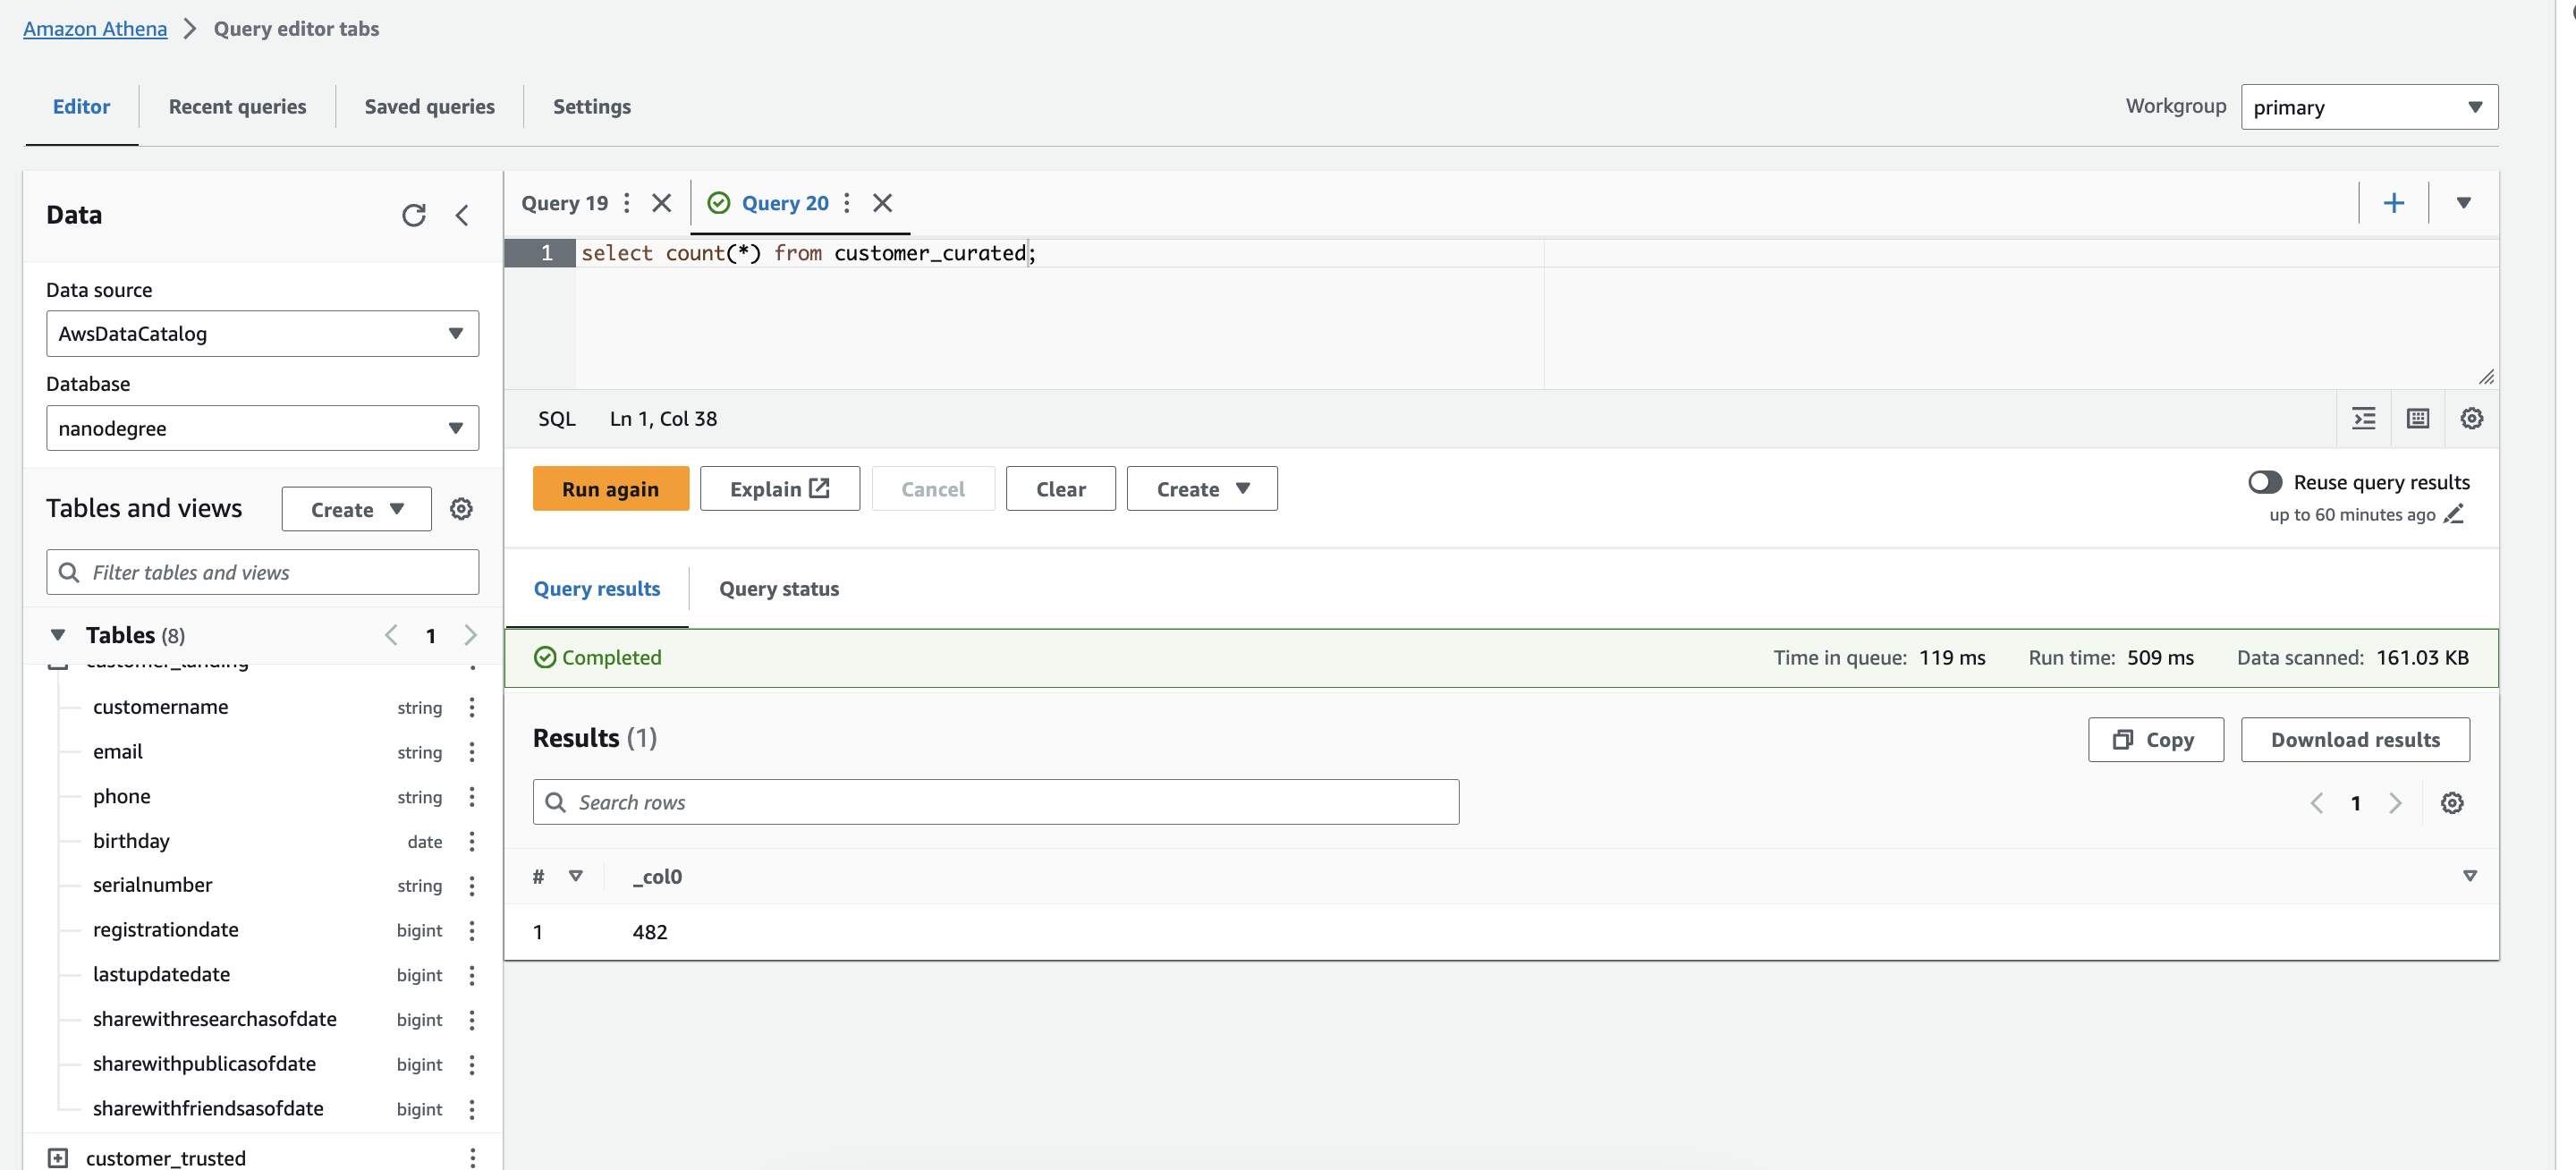 Amazon Athena > Query editor tabs
Editor Recent queries Saved queries Settings
Workgroup primary
Data
Data source
AwsDataCatalog
Database
nanodegree
Tables and views Create
Filter tables and views
Tables (8) 1
customer_landing
customername string
email string
phone string
birthday date
serialnumber string
registrationdate bigint
lastupdatedate bigint
sharewithresearchasofdate bigint
sharewithpublicasofdate bigint
sharewithfriendsasofdate bigint
customer_trusted
Query 19 Query 20
1 select count(*) from customer_curated;
SQL Ln 1, Col 38
Run again Explain Cancel Clear Create
Reuse query results
up to 60 minutes ago
Query results Query status
Completed Time in queue: 119 ms Run time: 509 ms Data scanned: 161.03 KB
Results (1) Copy Download results
Search rows 1
# _col0
1 482